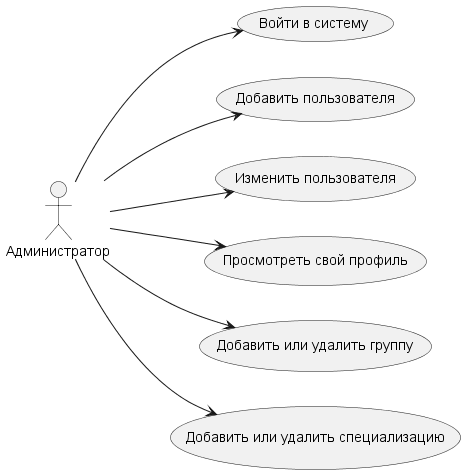 Войти в систему
Добавить пользователя
Изменить пользователя
Администратор
Просмотреть свой профиль
Добавить или удалить группу
Добавить или удалить специализацию